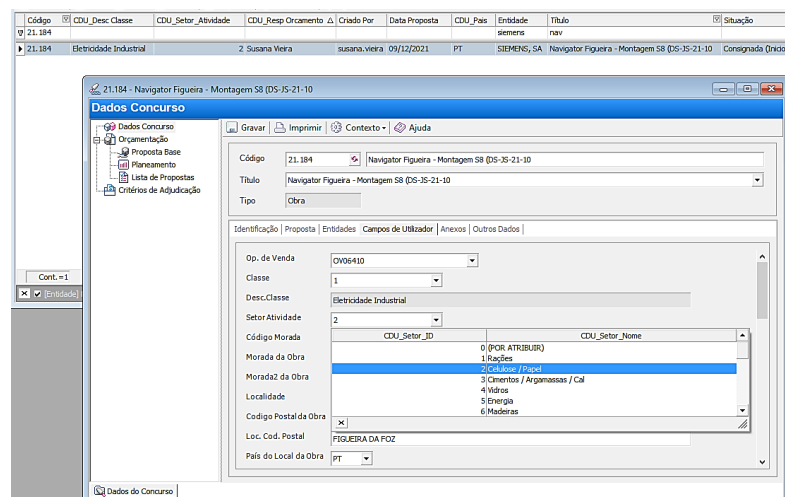 Código CDU_Desc Classe CDU_Setor_Atividade CDU_Resp Orcamento Criado Por Data Proposta CDU_Pais Entidade Título Situação
21.184 siemens nav
21.184 Eletricidade Industrial 2 Susana Vieira susana.vieira 09/12/2021 PT SIEMENS, SA Navigator Figueira - Montagem S8 (DS-JS-21-10 Consignada (Inicio
21.184 - Navigator Figueira - Montagem S8 (DS-JS-21-10
Dados Concurso
Dados Concurso
Orçamentação
Proposta Base
Planeamento
Lista de Propostas
Critérios de Adjudicação
Gravar Imprimir Contexto Ajuda
Código 21.184 Navigator Figueira - Montagem S8 (DS-JS-21-10
Título Navigator Figueira - Montagem S8 (DS-JS-21-10
Tipo Obra
Identificação Proposta Entidades Campos de Utilizador Anexos Outros Dados
Op. de Venda OV06410
Classe 1
Desc.Classe Eletricidade Industrial
Setor Atividade 2
Código Morada
Morada da Obra
Morada2 da Obra
Localidade
Codigo Postal da Obra
Loc. Cod. Postal FIGUEIRA DA FOZ
País do Local da Obra PT
CDU_Setor_ID CDU_Setor_Nome
0 (POR ATRIBUIR)
1 Rações
2 Celulose / Papel
3 Cimentos / Argamassas / Cal
4 Vidros
5 Energia
6 Madeiras
Cont. = 1
[Entidade]
Dados do Concurso